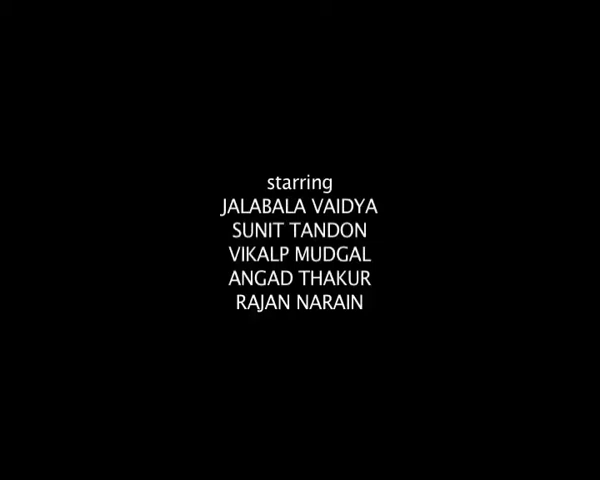 starring
JALABALA VAIDYA
SUNIT TANDON
VIKALP MUDGAL
ANGAD THAKUR
RAJAN NARAIN